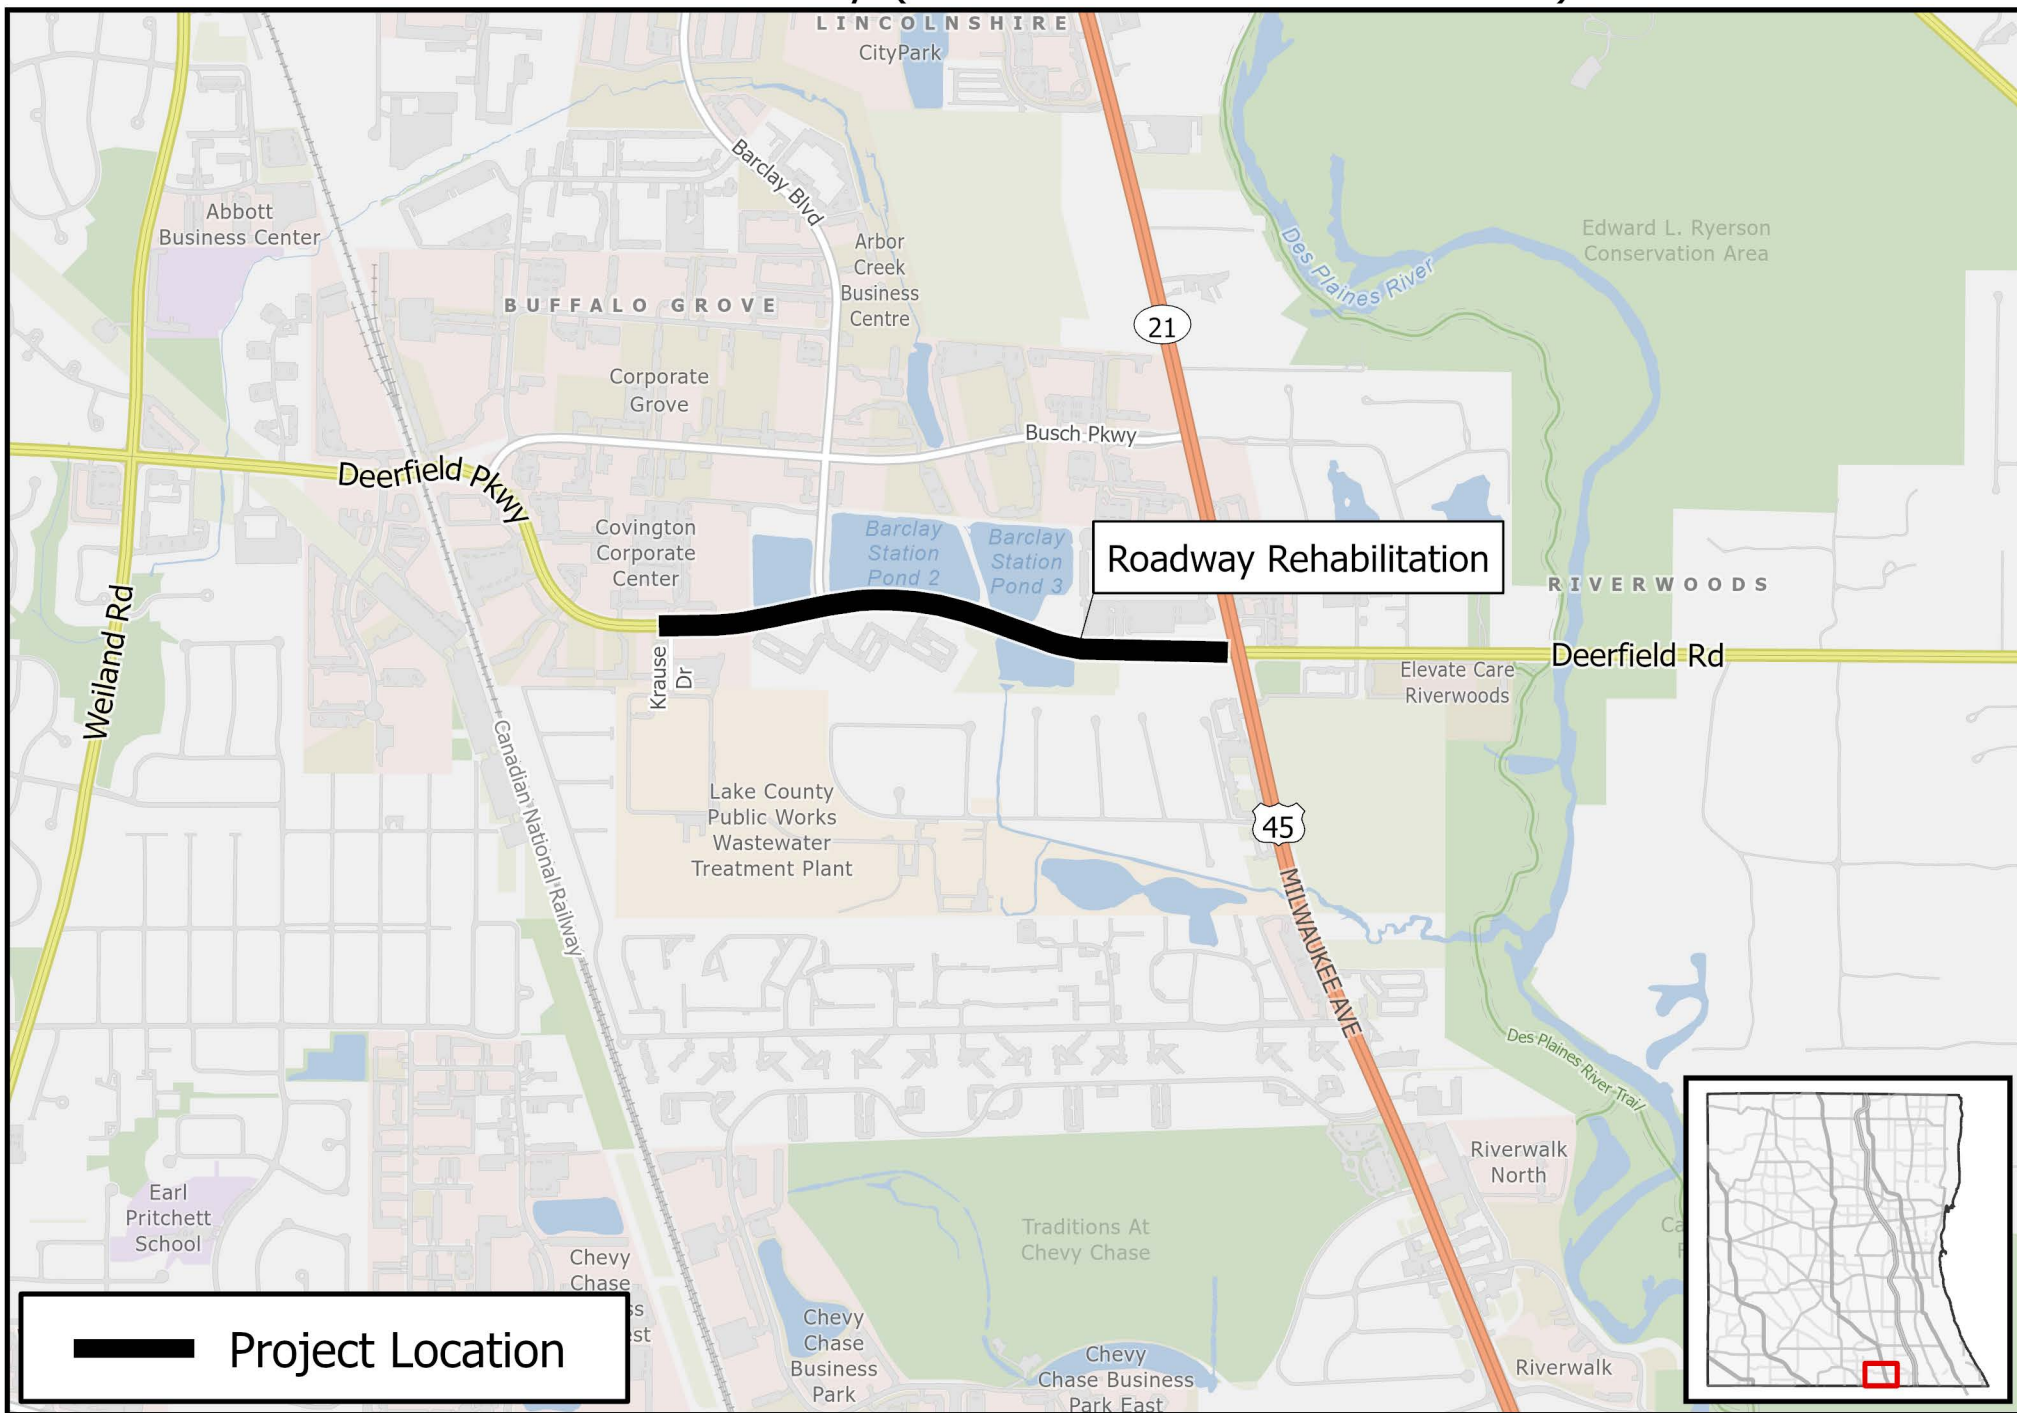 LINCOLNSHIRE
CityPark
Barclay Blvd
Abbott
Business Center
Arbor
Creek
Business
Centre
Des Plaines River
Edward L. Ryerson
Conservation Area
BUFFALO GROVE
21
Corporate
Grove
Busch Pkwy
Deerfield Pkwy
Covington
Corporate
Center
Barclay
Station
Pond 2
Barclay
Station
Pond 3
Roadway Rehabilitation
RIVERWOODS
Weiland Rd
Krause
Dr
Deerfield Rd
Elevate Care
Riverwoods
Canadian National Railway
Lake County
Public Works
Wastewater
Treatment Plant
45
MILWAUKEE AVE
Des Plaines River Trail
Riverwalk
North
Earl
Pritchett
School
Traditions At
Chevy Chase
Chevy
Chase
Chevy
Chase
Business
Park
Chevy
Chase Business
Park East
Riverwalk
Project Location